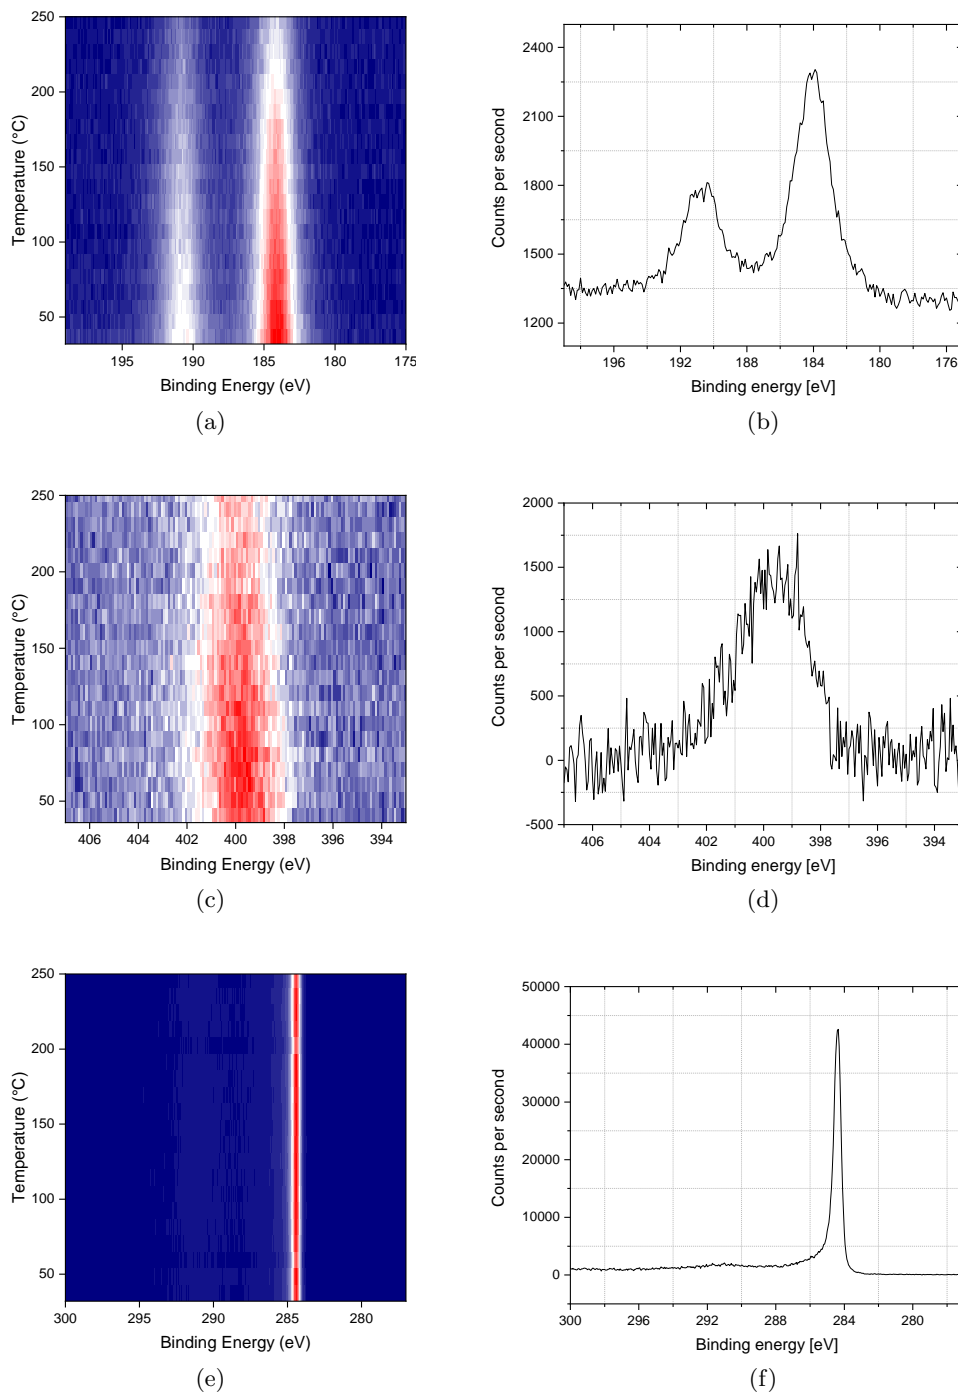 250
200
150
100
50
Temperature (°C)
195 190 185 180 175
Binding Energy (eV)
(a)
2400
2100
1800
1500
1200
Counts per second
196 192 188 184 180 176
Binding energy [eV]
(b)
250
200
150
100
50
Temperature (°C)
406 404 402 400 398 396 394
Binding Energy (eV)
(c)
2000
1500
1000
500
0
-500
Counts per second
406 404 402 400 398 396 394
Binding energy [eV]
(d)
250
200
150
100
50
Temperature (°C)
300 295 290 285 280
Binding Energy (eV)
(e)
50000
40000
30000
20000
10000
0
Counts per second
300 296 292 288 284 280
Binding energy [eV]
(f)